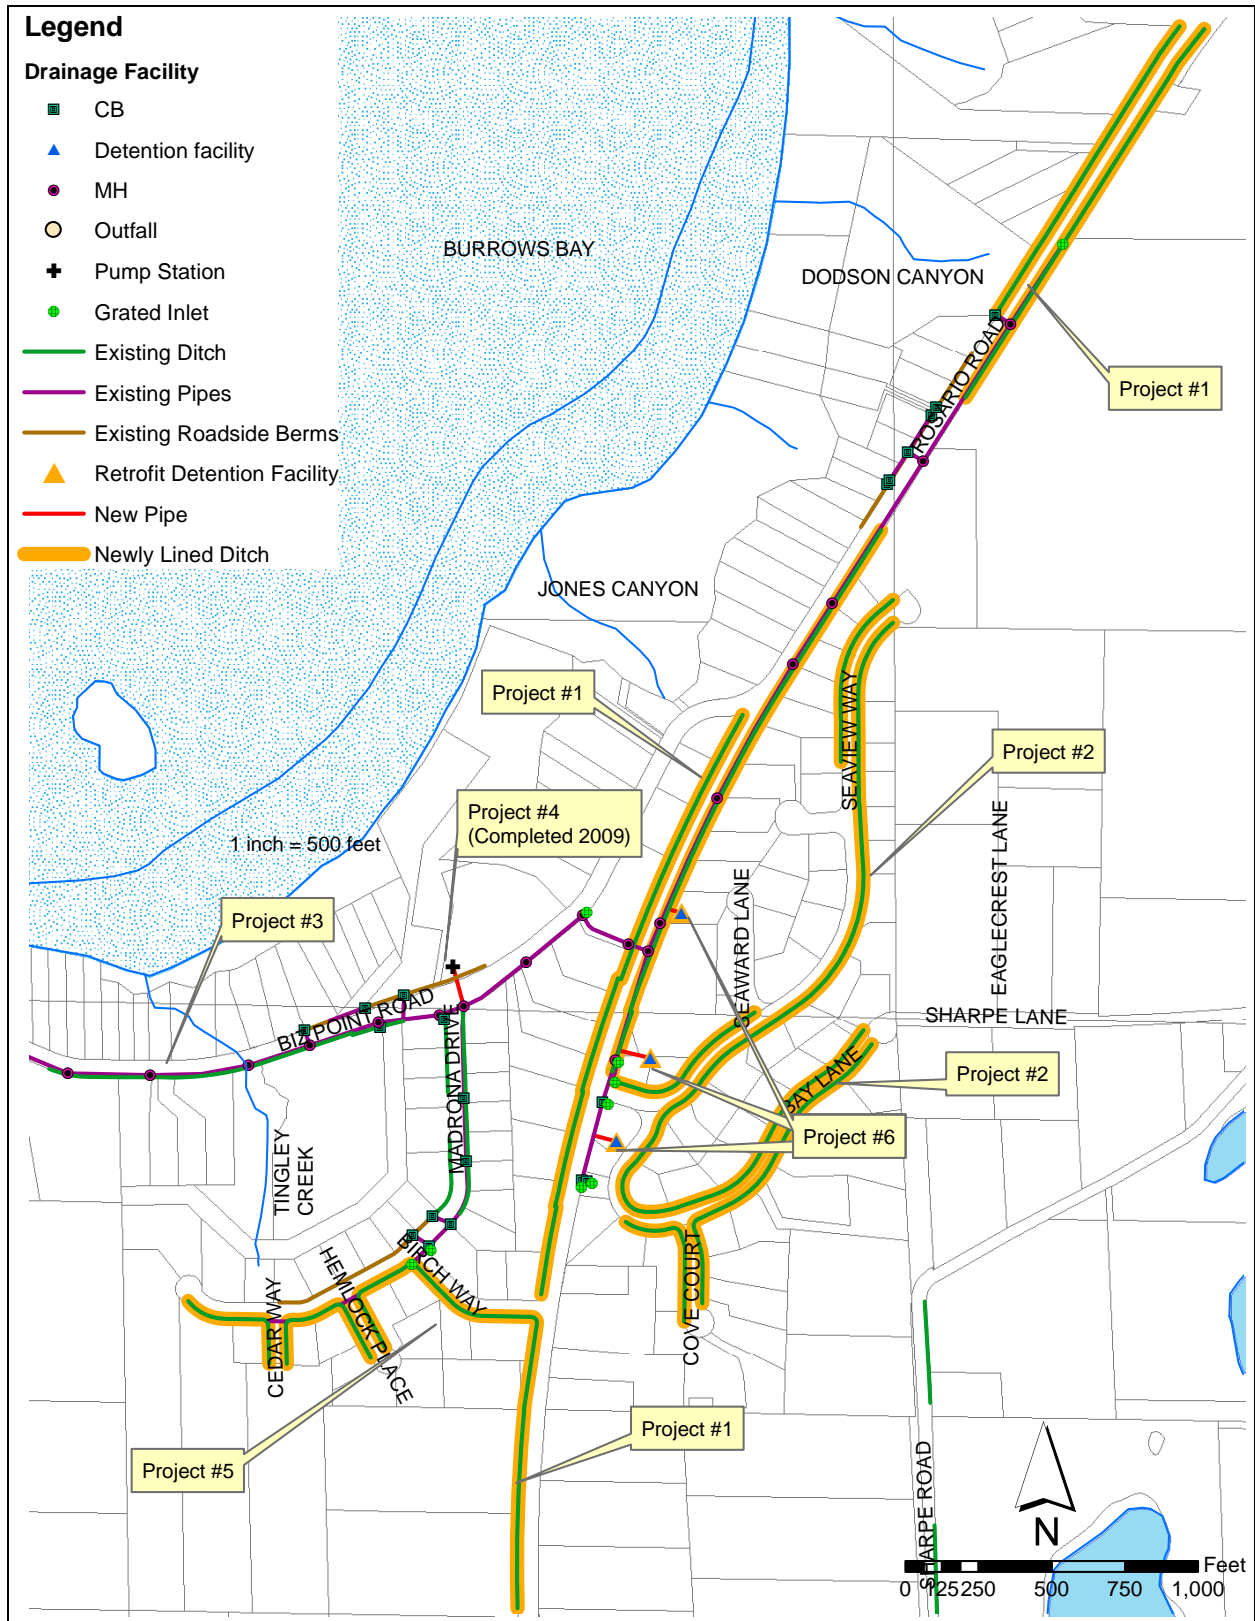 Legend
Drainage Facility
CB
Detention facility
MH
Outfall
Pump Station
Grated Inlet
Existing Ditch
Existing Pipes
Existing Roadside Berms
Retrofit Detention Facility
New Pipe
Newly Lined Ditch
BURROWS BAY
DODSON CANYON
Project #1
ROSARIO ROAD
JONES CANYON
Project #1
SEAVIEW WAY
Project #2
Project #4
(Completed 2009)
1 inch = 500 feet
EAGLECREST LANE
SEAWARD LANE
Project #3
BIZ POINT ROAD
SHARPE LANE
MADRONA DRIVE
BAY LANE
Project #2
Project #6
TINGLEY
CREEK
BIRCH WAY
HEMLOCK PLACE
CEDAR WAY
COVE COURT
Project #1
Project #5
SHARPE ROAD
N
Feet
0 125 250 500 750 1,000